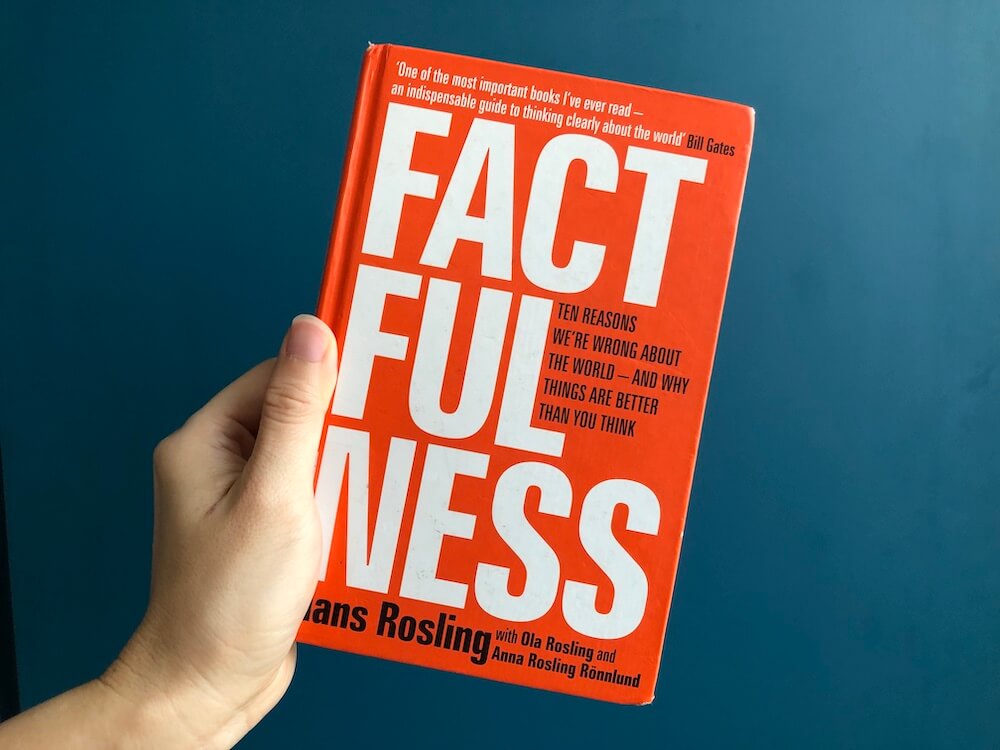 'One of the most important books I've ever read –
an indispensable guide to thinking clearly about the world' Bill Gates
FACT
FUL
TEN REASONS
WE'RE WRONG ABOUT
THE WORLD – AND WHY
THINGS ARE BETTER
THAN YOU THINK
NESS
ans Rosling
with Ola Rosling and
Anna Rosling Rönnlund